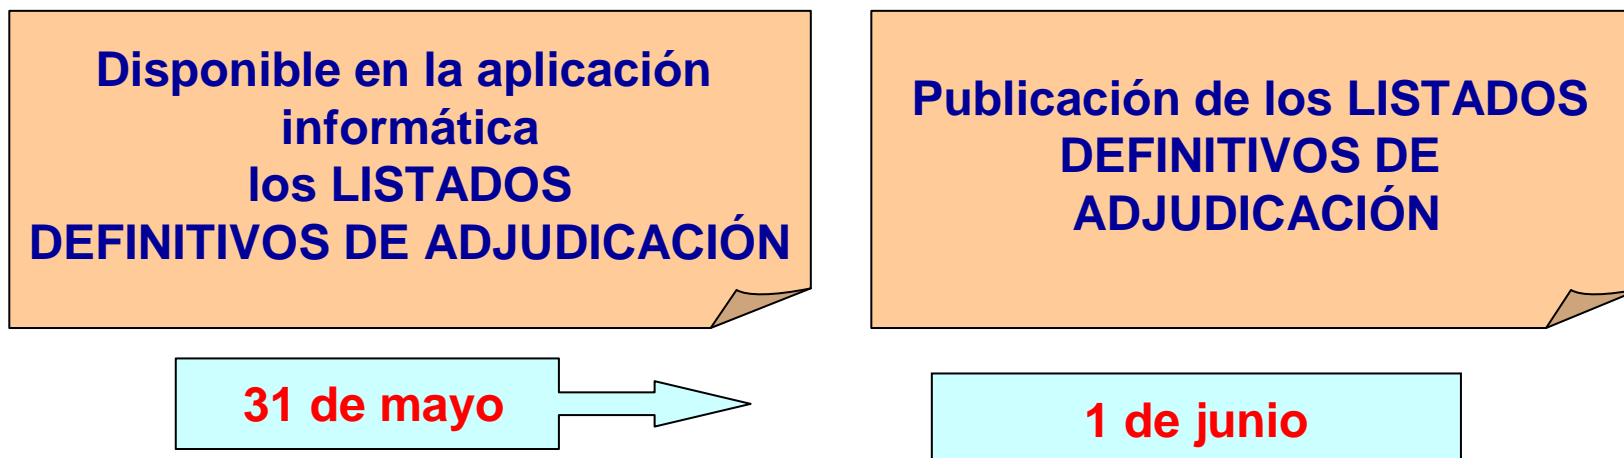 Disponible en la aplicación
informática
los LISTADOS
DEFINITIVOS DE ADJUDICACIÓN
31 de mayo
Publicación de los LISTADOS
DEFINITIVOS DE
ADJUDICACIÓN
1 de junio